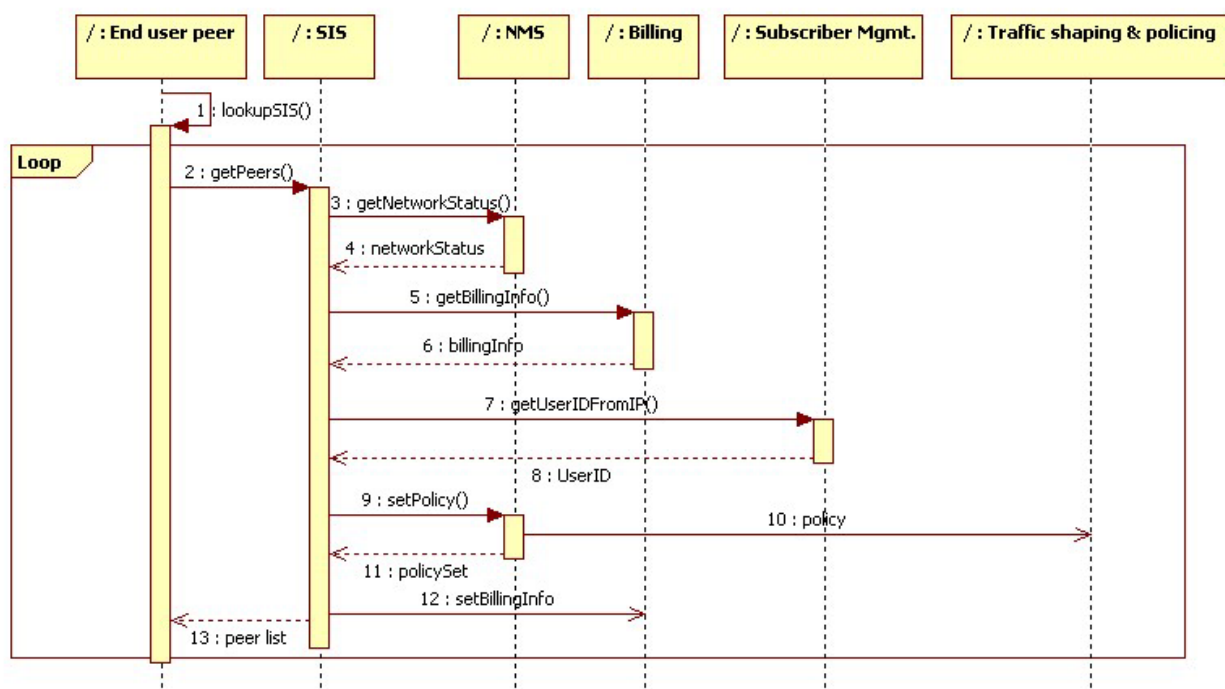 / : End user peer
/ : SIS
/ : NMS
/ : Billing
/ : Subscriber Mgmt.
/ : Traffic shaping & policing
1 : lookupSIS()
Loop
2 : getPeers()
3 : getNetworkStatus()
4 : networkStatus
5 : getBillingInfo()
6 : billingInfo
7 : getUserIDFromIP()
8 : UserID
9 : setPolicy()
10 : policy
11 : policySet
12 : setBillingInfo
13 : peer list